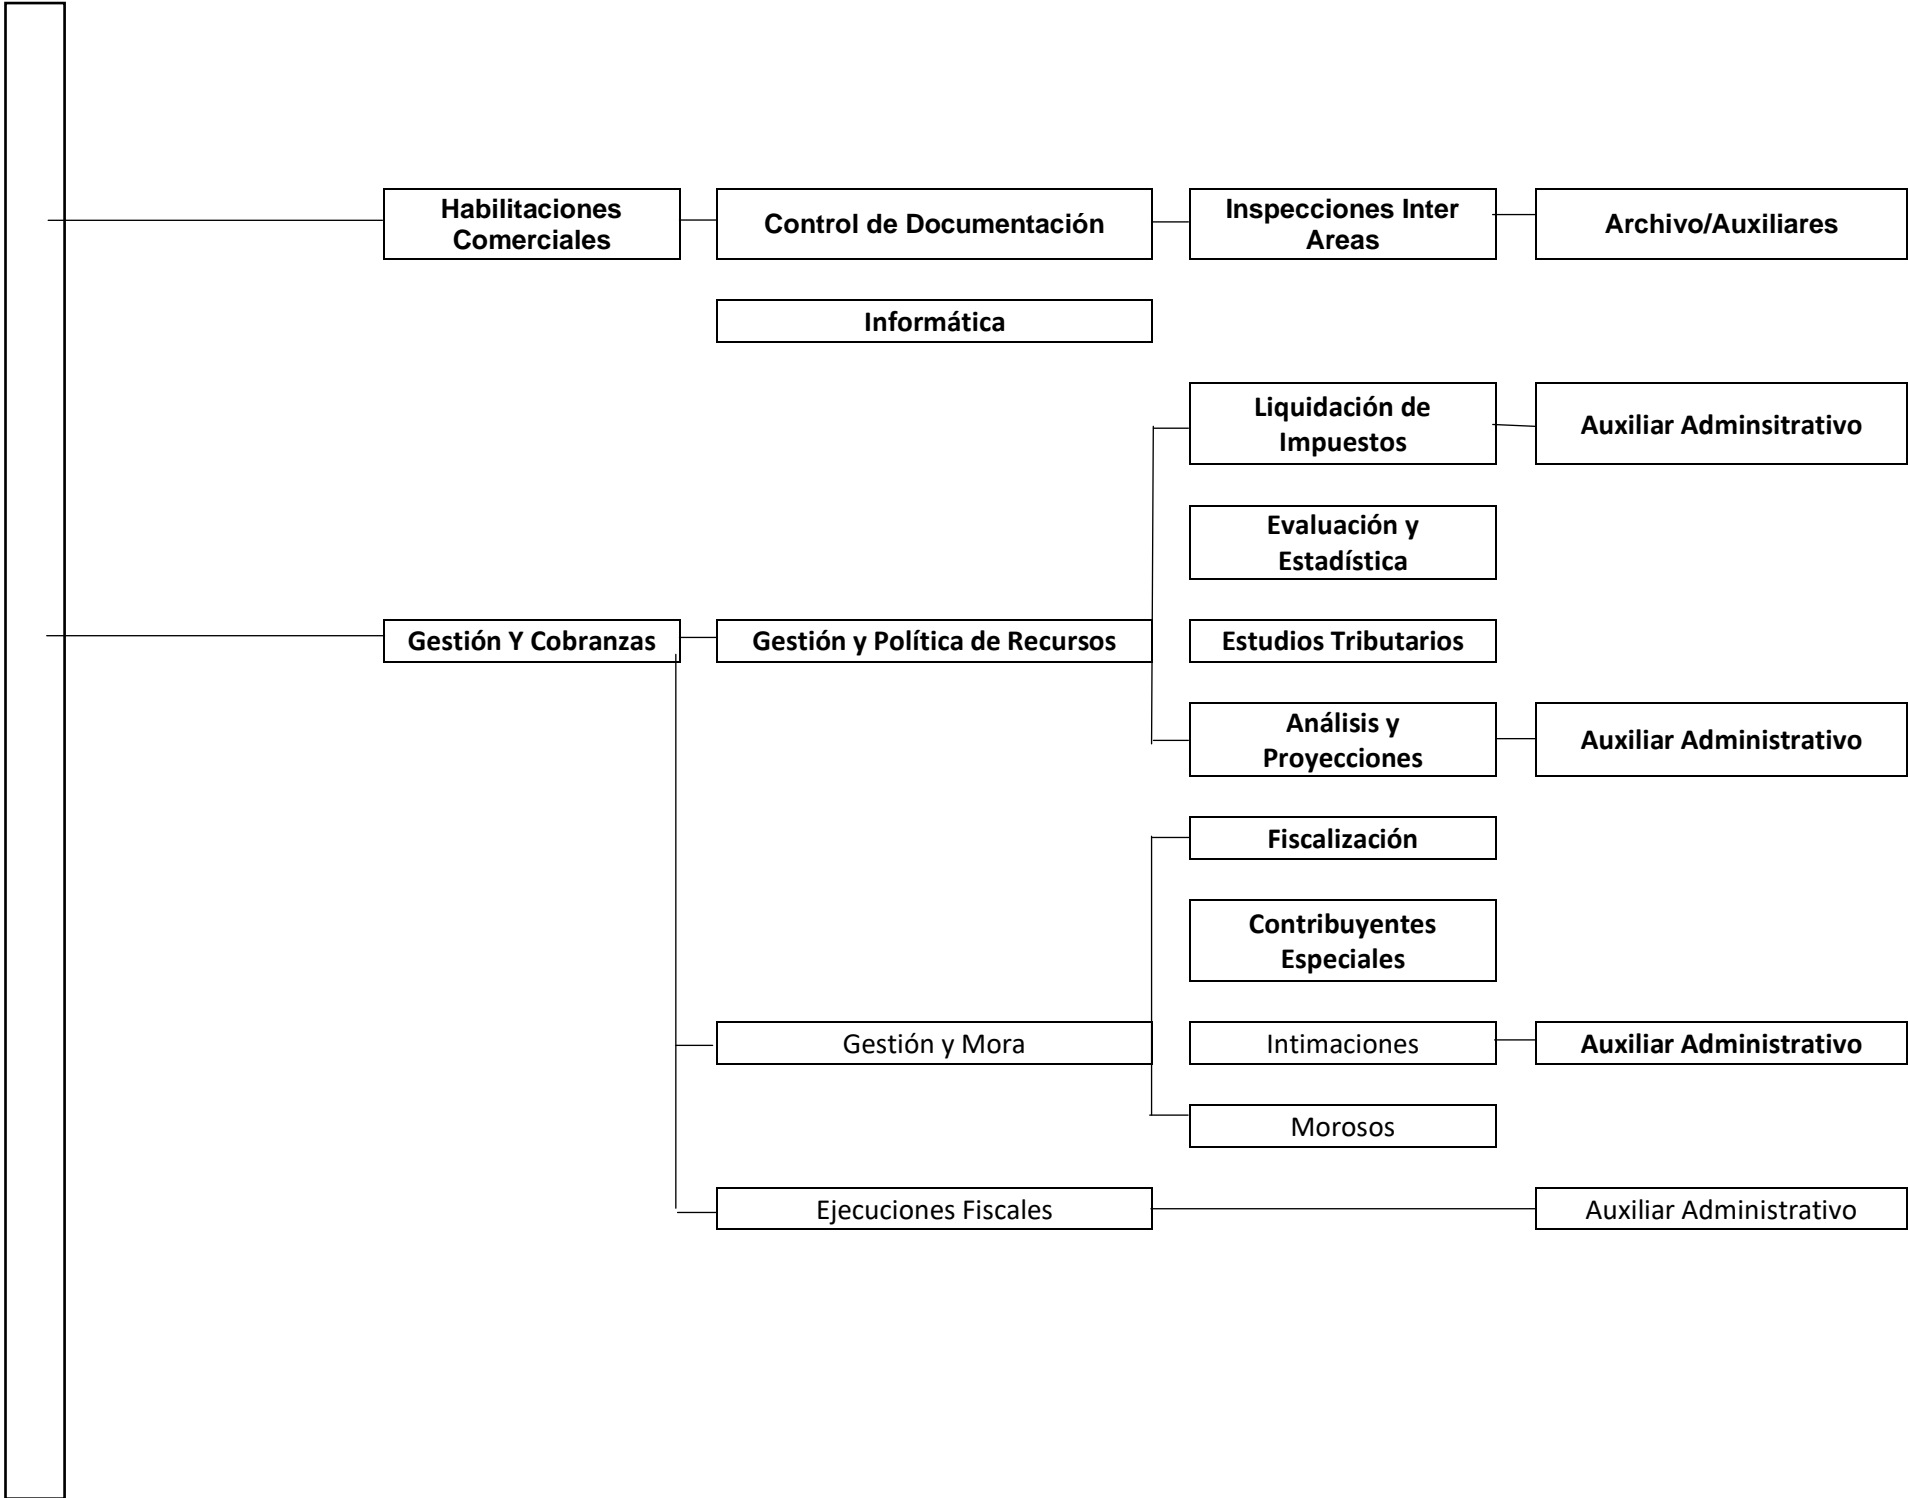 Habilitaciones
Comerciales
Control de Documentación
Inspecciones Inter
Areas
Archivo/Auxiliares
Informática
Liquidación de
Impuestos
Auxiliar Adminsitrativo
Evaluación y
Estadística
Gestión Y Cobranzas
Gestión y Política de Recursos
Estudios Tributarios
Análisis y
Proyecciones
Auxiliar Administrativo
Fiscalización
Contribuyentes
Especiales
Gestión y Mora
Intimaciones
Auxiliar Administrativo
Morosos
Ejecuciones Fiscales
Auxiliar Administrativo